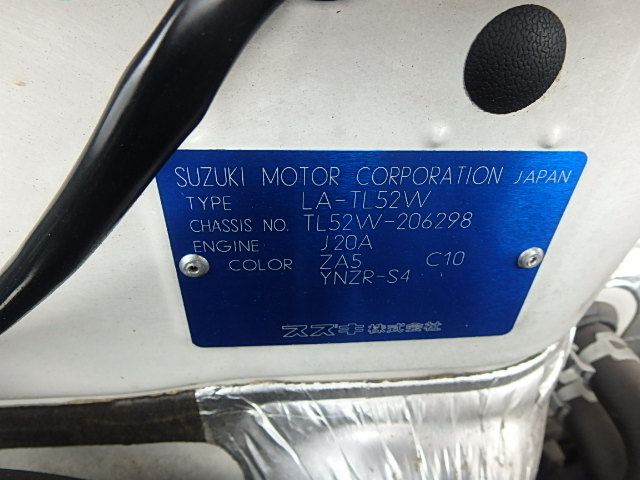 SUZUKI MOTOR CORPORATION JAPAN
TYPE LA-TL52W
CHASSIS NO. TL52W-206298
ENGINE J20A
COLOR ZA5 C10
YNZR-S4
スズキ株式会社